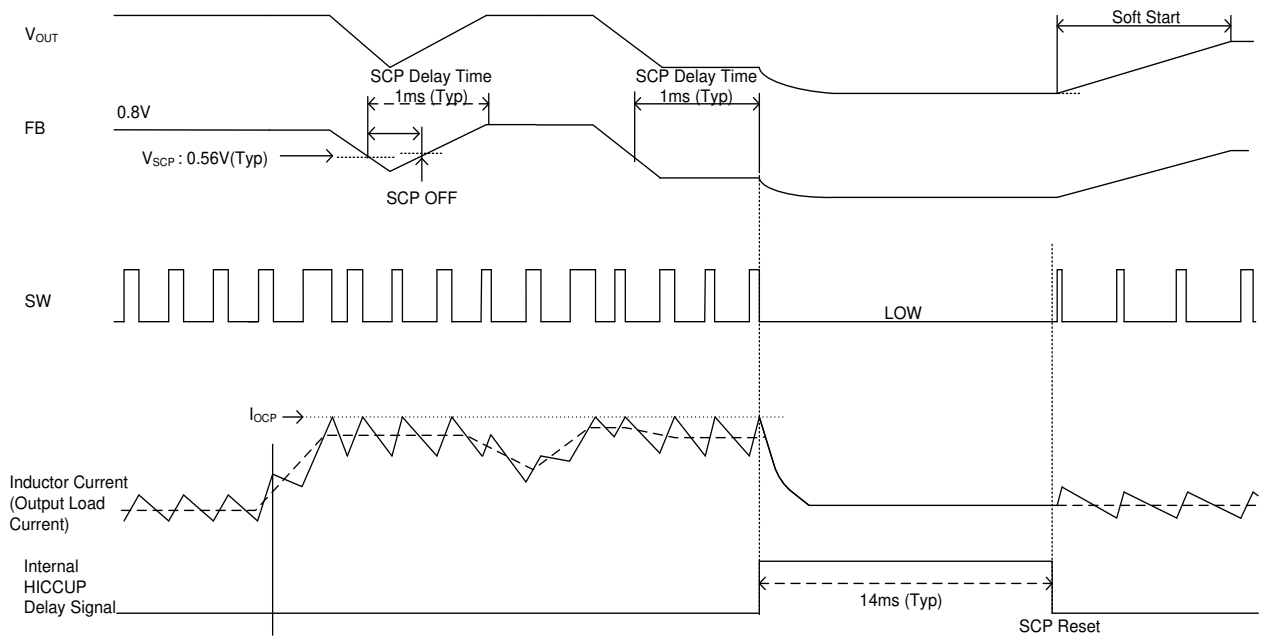 Soft Start
VOUT
SCP Delay Time
1ms (Typ)
SCP Delay Time
1ms (Typ)
0.8V
FB
VSCP : 0.56V(Typ)
SCP OFF
SW
LOW
IOCP
Inductor Current
(Output Load
Current)
Internal
HICCUP
Delay Signal
14ms (Typ)
SCP Reset